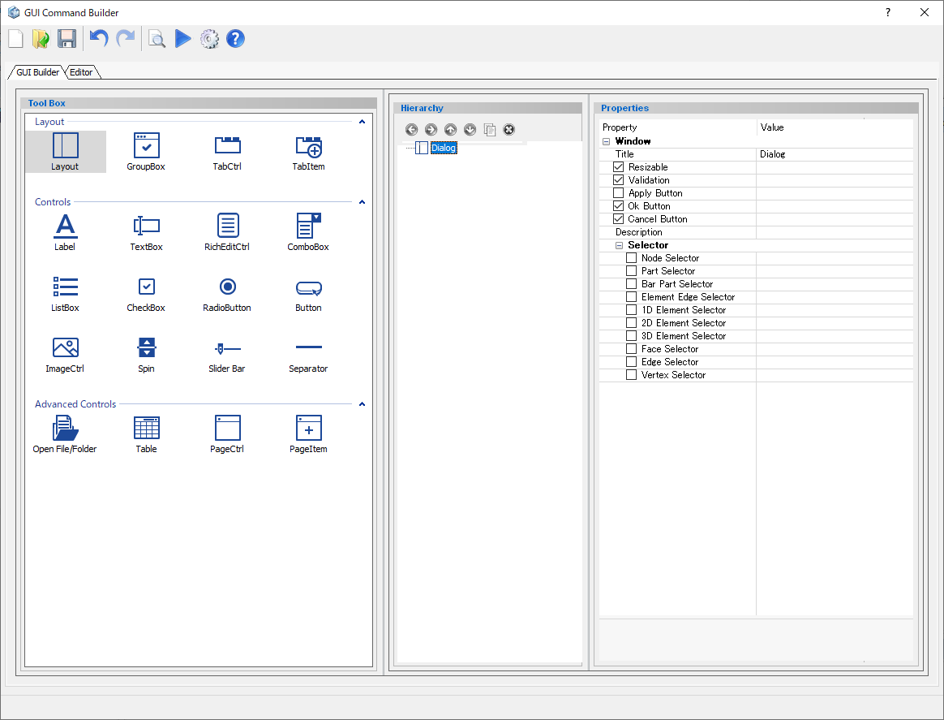 GUI Command Builder
?
GUI Builder Editor
Tool Box
Layout
Layout GroupBox TabCtrl TabItem
Controls
A
Label TextBox RichEditCtrl ComboBox
ListBox CheckBox RadioButton Button
ImageCtrl Spin Slider Bar Separator
Advanced Controls
Open File/Folder Table PageCtrl PageItem
Hierarchy
Dialog
Properties
Property Value
Window
Title Dialog
Resizable
Validation
Apply Button
Ok Button
Cancel Button
Description
Selector
Node Selector
Part Selector
Bar Part Selector
Element Edge Selector
1D Element Selector
2D Element Selector
3D Element Selector
Face Selector
Edge Selector
Vertex Selector